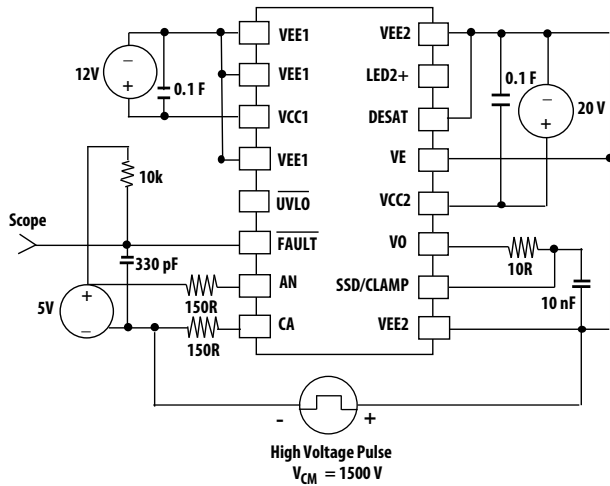 VEE1
VEE1
VCC1
VEE1
UVLO
FAULT
AN
CA
VEE2
LED2+
DESAT
VE
VCC2
VO
SSD/CLAMP
VEE2
12V
−
+
0.1 F
10k
Scope
330 pF
5V
+
−
150R
150R
0.1 F
−
+
20 V
10R
10 nF
-
+
High Voltage Pulse
VCM = 1500 V